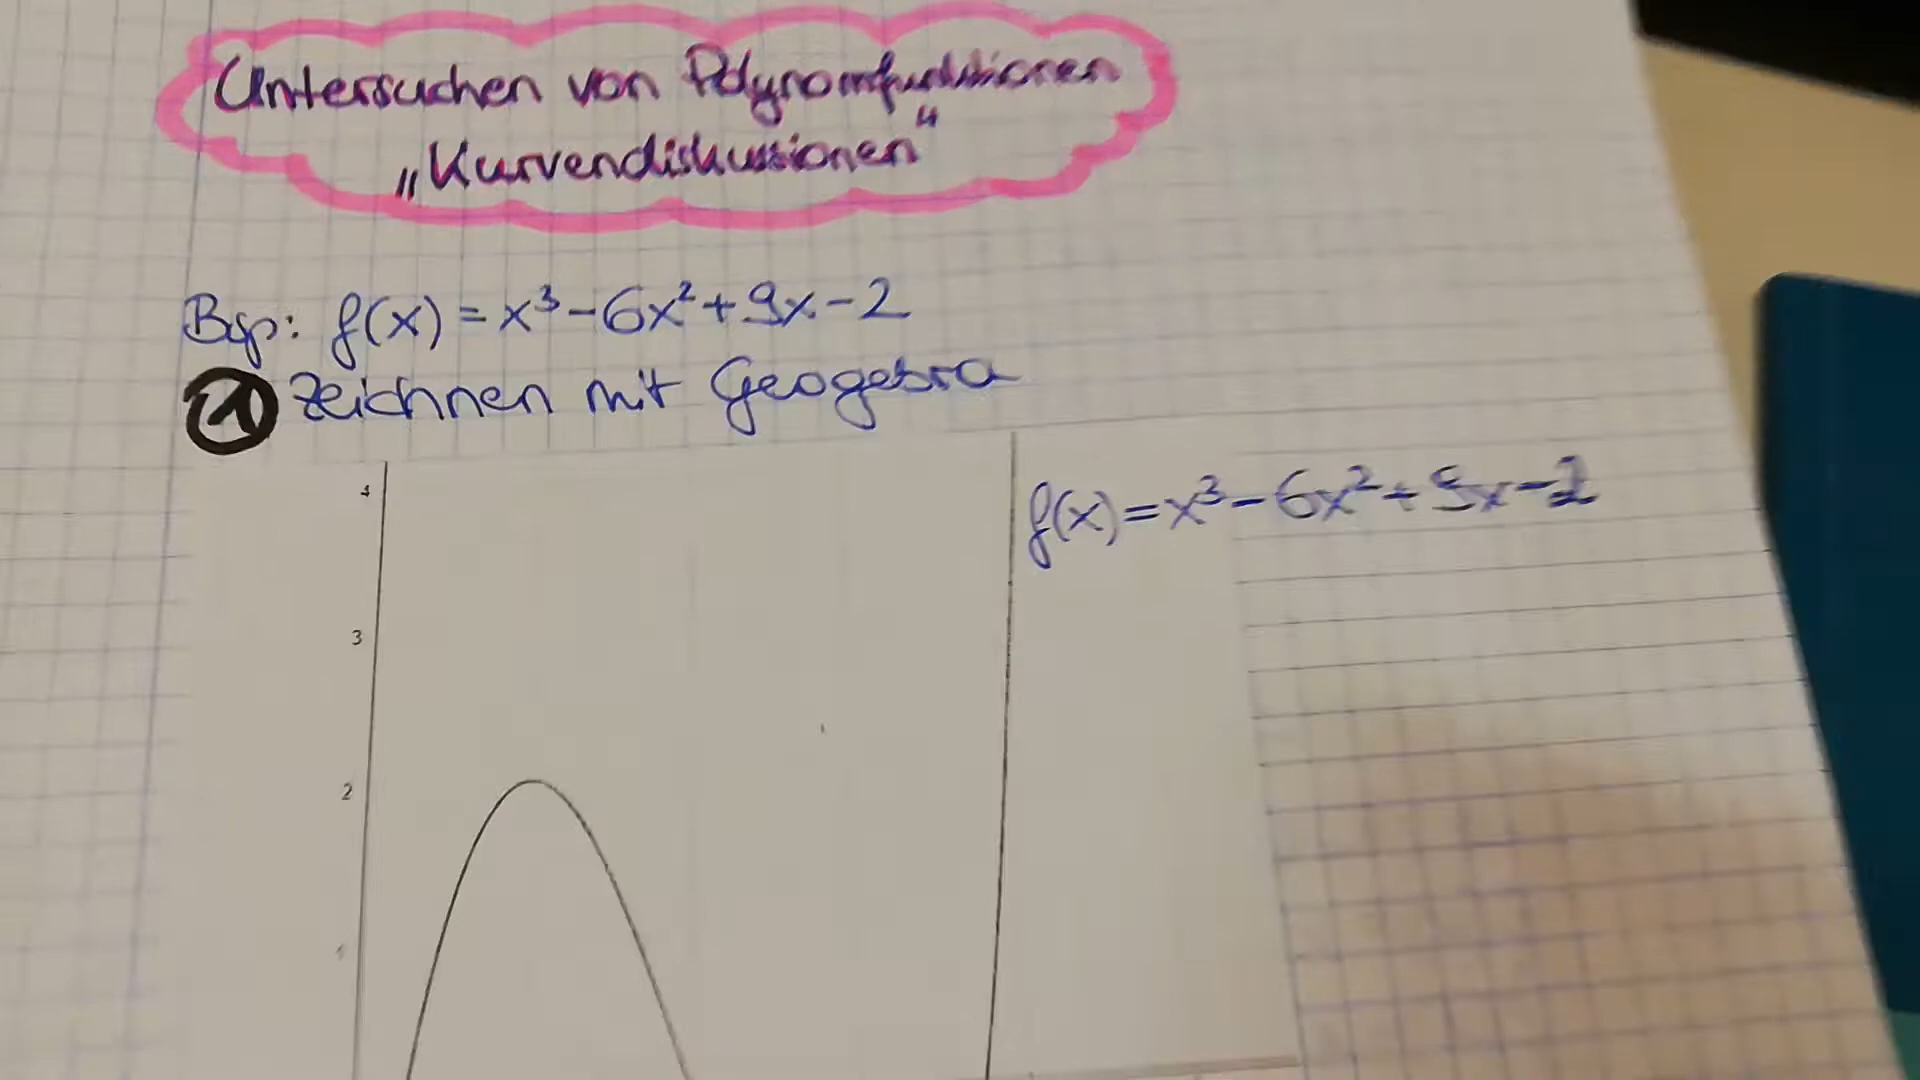 Untersuchen von Polynomfunktionen
„Kurvendiskussionen“
Bsp: f(x) = x³-6x²+9x-2
1 Zeichnen mit Geogebra
f(x)=x³-6x²+9x-2
4
3
2
1